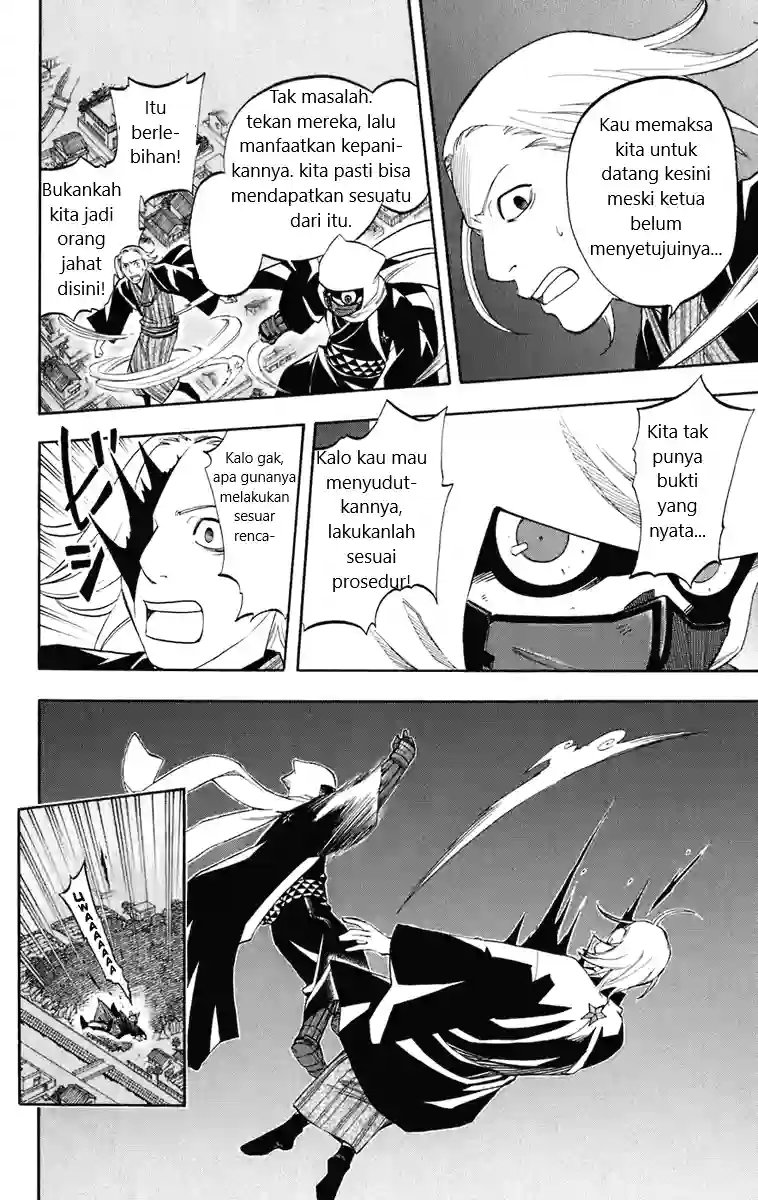 Kau memaksa
kita untuk
datang kesini
meski ketua
belum
menyetujuinya...
Tak masalah.
tekan mereka, lalu
manfaatkan kepani-
kannya. kita pasti bisa
mendapatkan sesuatu
dari itu.
Itu
berle-
bihan!
Bukankah
kita jadi
orang
jahat
disini!
Kita tak
punya
bukti
yang
nyata...
Kalo kau mau
menyudut-
kannya,
lakukanlah
sesuai
prosedur!
Kalo gak,
apa gunanya
melakukan
sesuar
renca-
UWAAAAAAA